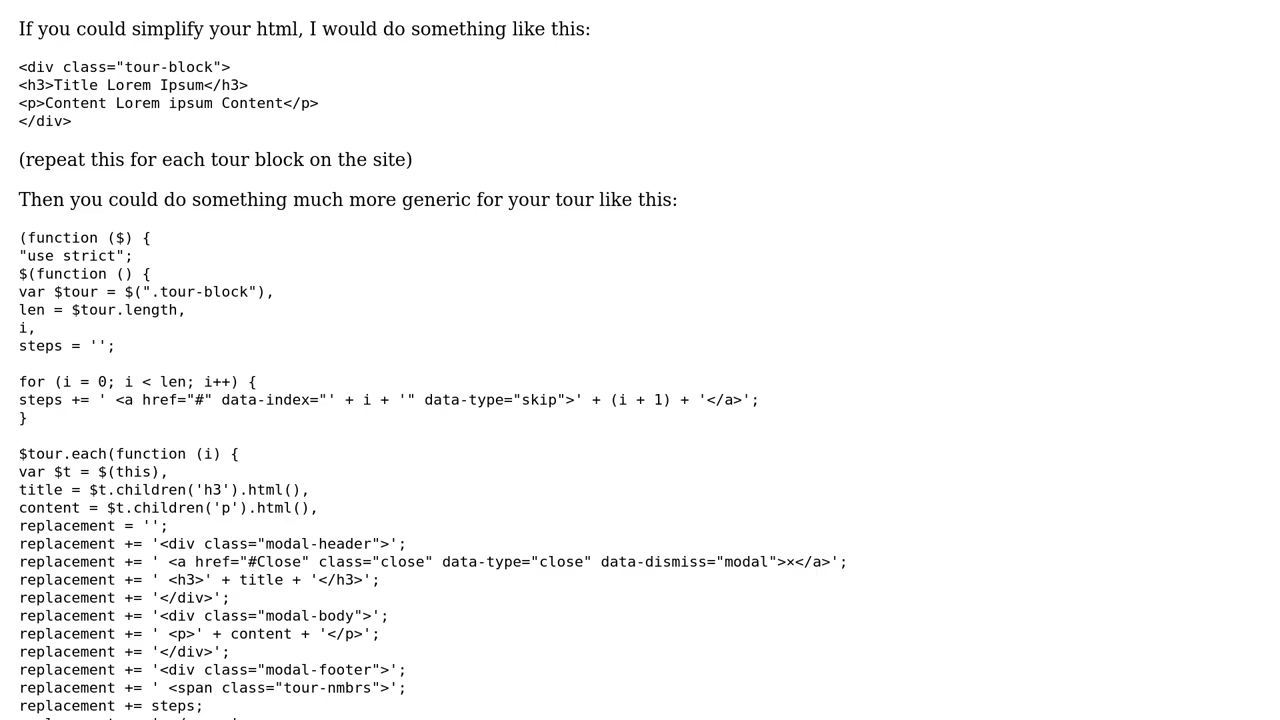 If you could simplify your html, I would do something like this:
<div class="tour-block">
<h3>Title Lorem Ipsum</h3>
<p>Content Lorem ipsum Content</p>
</div>
(repeat this for each tour block on the site)
Then you could do something much more generic for your tour like this:
(function ($) {
"use strict";
$(function () {
var $tour = $(".tour-block"),
len = $tour.length,
i,
steps = '';
for (i = 0; i < len; i++) {
steps += ' <a href="#" data-index="' + i + '" data-type="skip">' + (i + 1) + '</a>';
}
$tour.each(function (i) {
var $t = $(this),
title = $t.children('h3').html(),
content = $t.children('p').html(),
replacement = '';
replacement += '<div class="modal-header">';
replacement += ' <a href="#Close" class="close" data-type="close" data-dismiss="modal">×</a>';
replacement += ' <h3>' + title + '</h3>';
replacement += '</div>';
replacement += '<div class="modal-body">';
replacement += ' <p>' + content + '</p>';
replacement += '</div>';
replacement += '<div class="modal-footer">';
replacement += ' <span class="tour-nmbrs">';
replacement += steps;